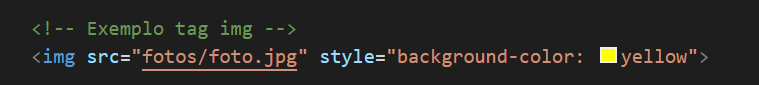 <!-- Exemplo tag img -->
<img src="fotos/foto.jpg" style="background-color: yellow">